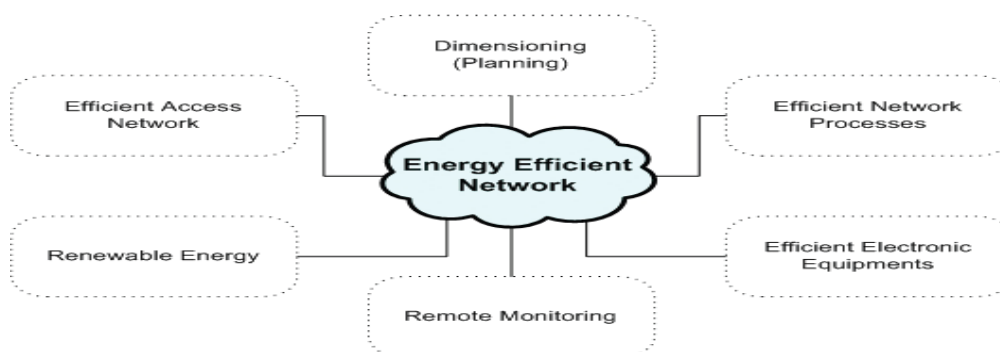 Dimensioning
(Planning)
Efficient Access
Network
Efficient Network
Processes
Energy Efficient
Network
Renewable Energy
Efficient Electronic
Equipments
Remote Monitoring